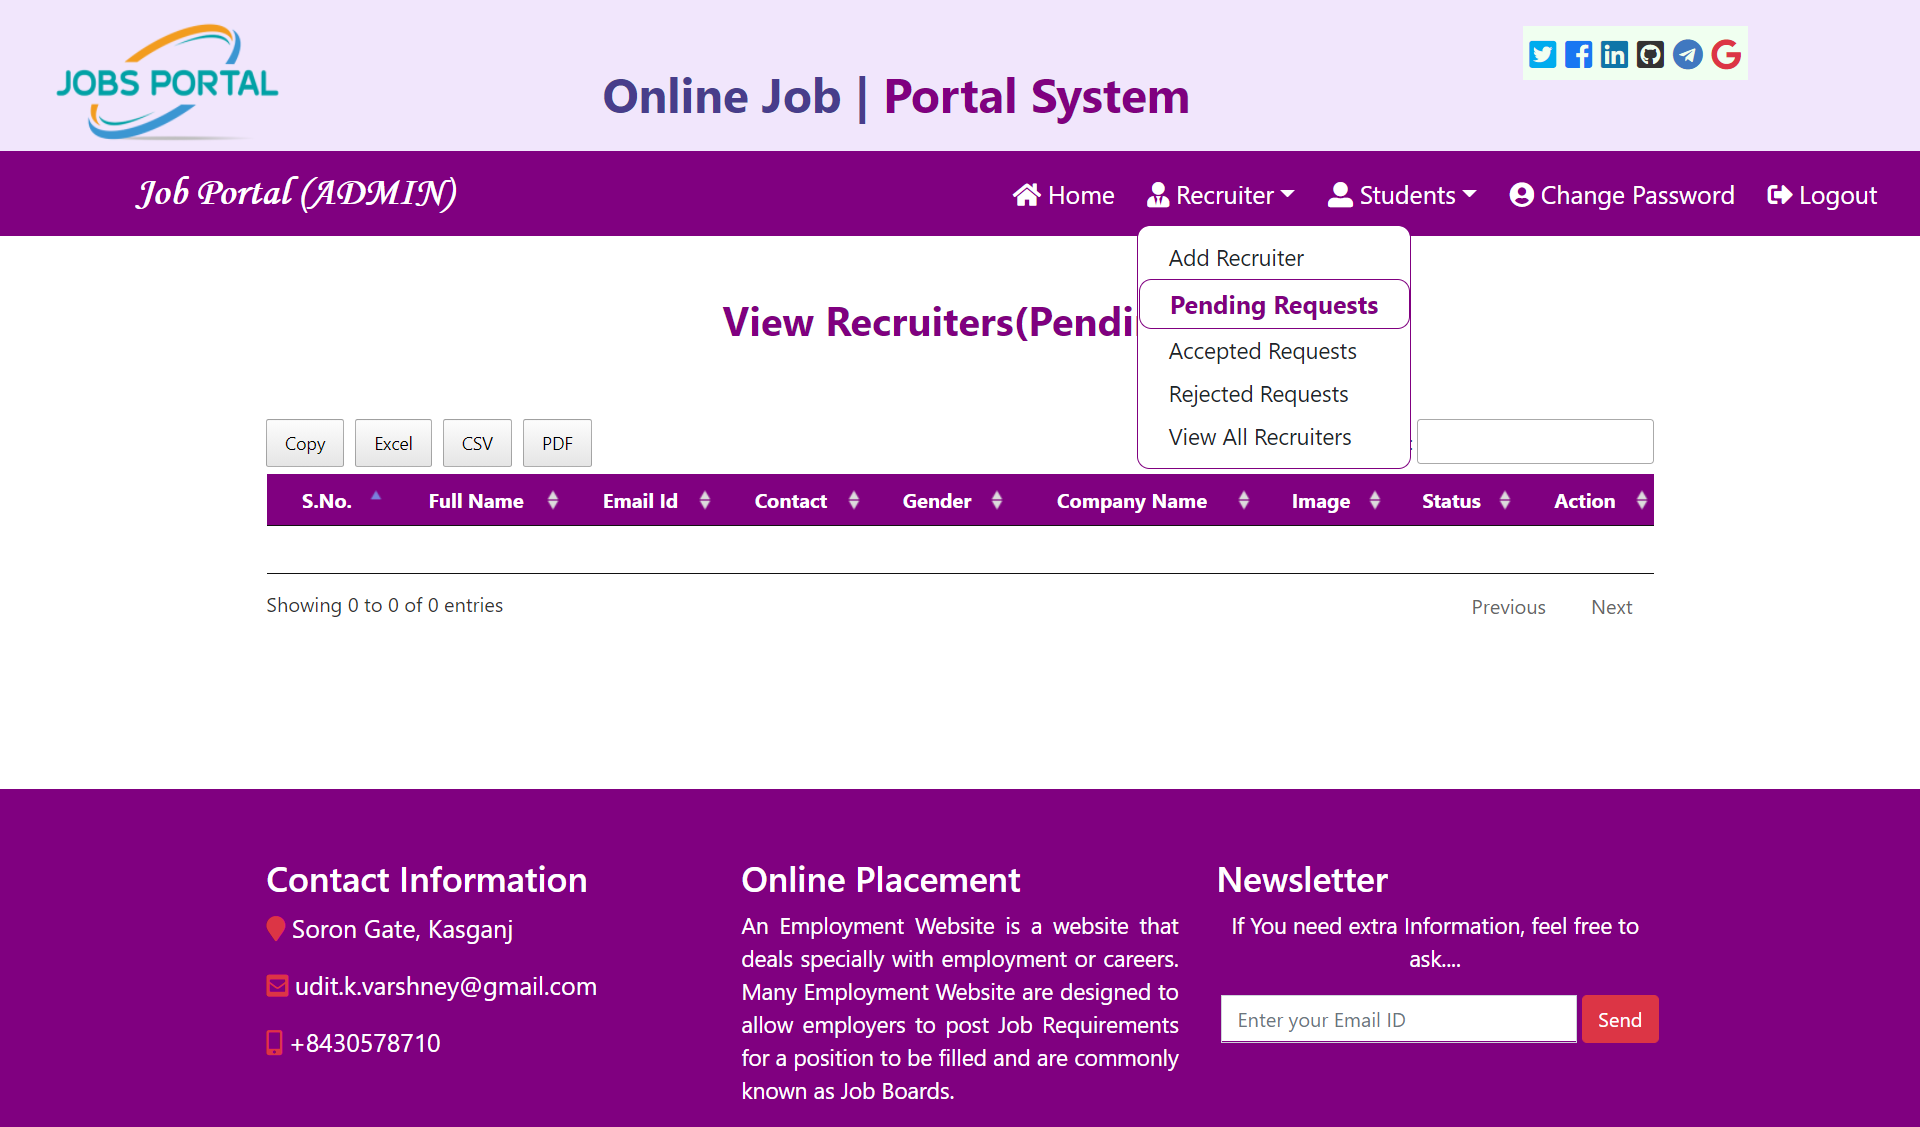 JOBS PORTAL
Online Job | Portal System
Job Portal (ADMIN)
Home
Recruiter
Students
Change Password
Logout
Add Recruiter
Pending Requests
Accepted Requests
Rejected Requests
View All Recruiters
View Recruiters(Pendi
Copy
Excel
CSV
PDF
S.No.
Full Name
Email Id
Contact
Gender
Company Name
Image
Status
Action
Showing 0 to 0 of 0 entries
Previous
Next
Contact Information
Soron Gate, Kasganj
udit.k.varshney@gmail.com
+8430578710
Online Placement
An Employment Website is a website that
deals specially with employment or careers.
Many Employment Website are designed to
allow employers to post Job Requirements
for a position to be filled and are commonly
known as Job Boards.
Newsletter
If You need extra Information, feel free to
ask....
Enter your Email ID
Send